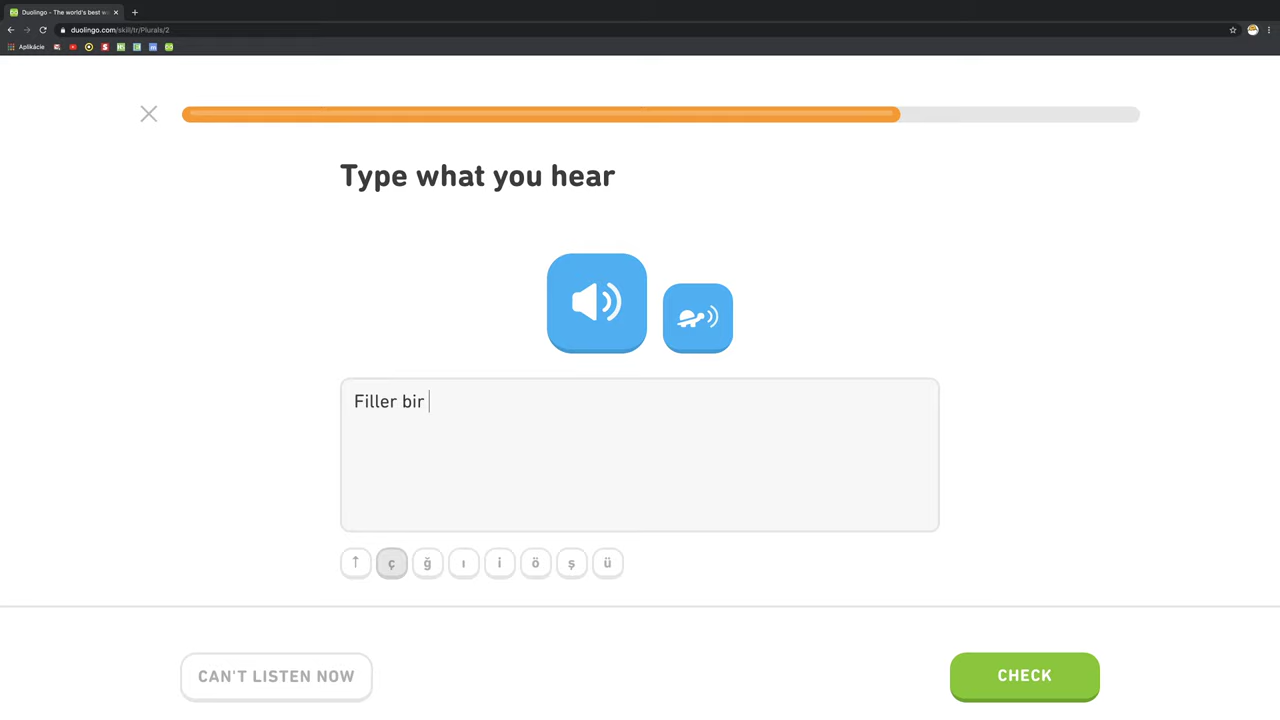 Duolingo - The world's best w
duolingo.com/skill/tr/Plurals/2
Aplikácie
Type what you hear
Filler bir
↑ ç ğ ı i ö ş ü
CAN'T LISTEN NOW
CHECK